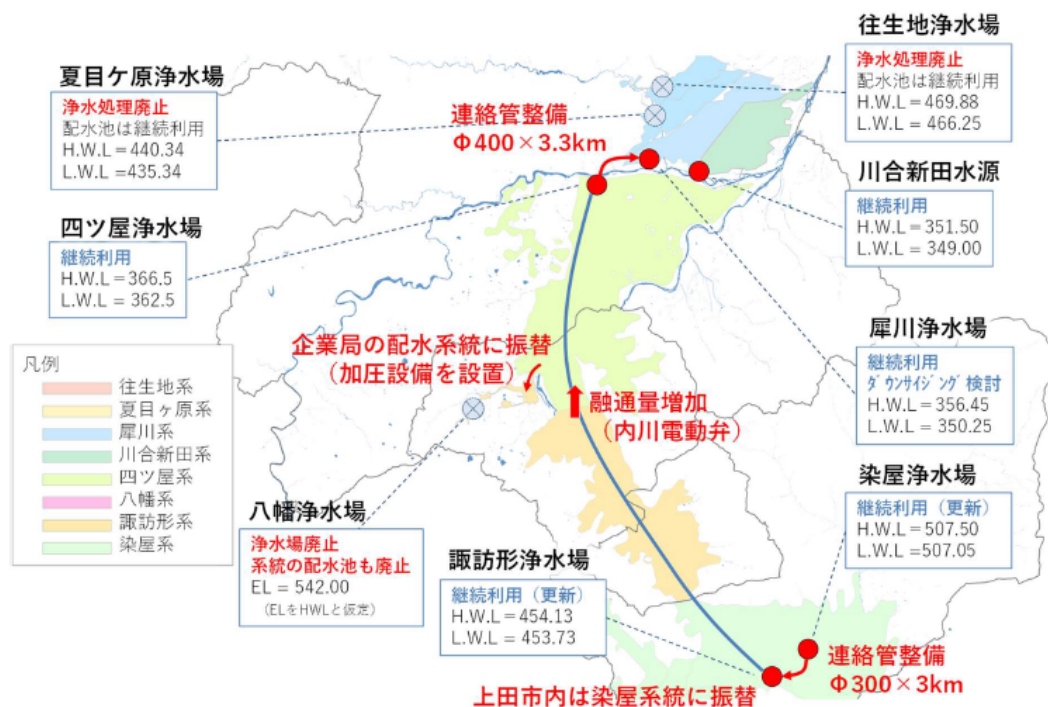 往生地浄水場
浄水処理廃止
配水池は継続利用
H.W.L＝469.88
L.W.L＝466.25
夏目ケ原浄水場
浄水処理廃止
配水池は継続利用
H.W.L＝440.34
L.W.L＝435.34
連絡管整備
Φ400×3.3km
川合新田水源
継続利用
H.W.L＝351.50
L.W.L＝349.00
四ツ屋浄水場
継続利用
H.W.L＝366.5
L.W.L＝362.5
犀川浄水場
継続利用
ダウンサイジング 検討
H.W.L＝356.45
L.W.L＝350.25
企業局の配水系統に振替
（加圧設備を設置）
融通量増加
（内川電動弁）
凡例
往生地系
夏目ヶ原系
犀川系
川合新田系
四ツ屋系
八幡系
諏訪形系
染屋系
八幡浄水場
浄水場廃止
系統の配水池も廃止
EL = 542.00
（ELをHWLと仮定）
諏訪形浄水場
継続利用（更新）
H.W.L＝454.13
L.W.L＝453.73
染屋浄水場
継続利用（更新）
H.W.L＝507.50
L.W.L＝507.05
連絡管整備
Φ300×3km
上田市内は染屋系統に振替